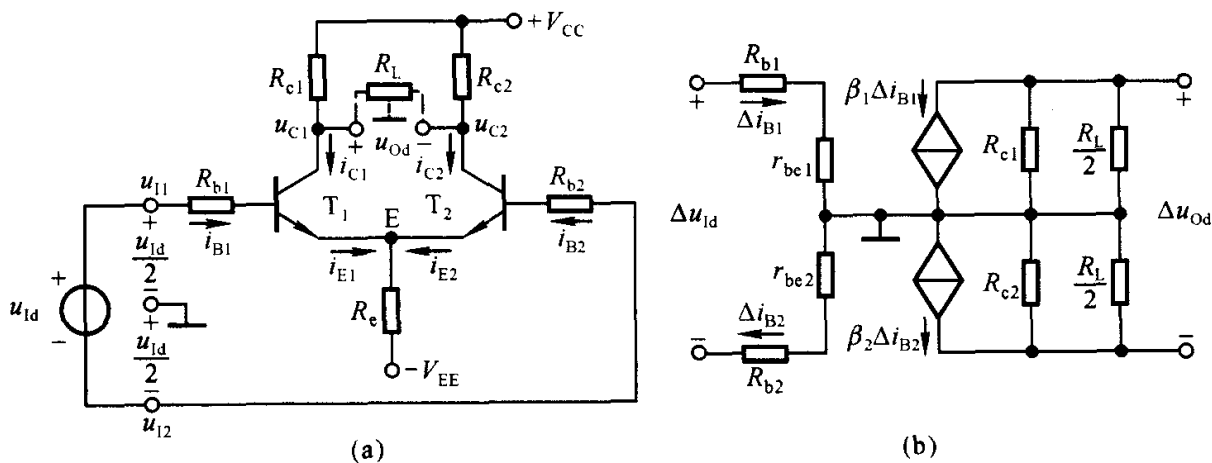 +V_CC
R_c1
R_L
R_c2
u_C1
+
u_Od
−
u_C2
i_C1
i_C2
u_I1
R_b1
T_1
T_2
R_b2
+
i_B1
E
i_B2
u_Id/2
i_E1
i_E2
+
u_Id
−
−
+
R_e
u_Id/2
−
−V_EE
u_I2
(a)
R_b1
+
Δi_B1
β_1Δi_B1
+
r_be1
R_c1
R_L/2
Δu_Id
Δu_Od
r_be2
R_c2
R_L/2
Δi_B2
−
R_b2
β_2Δi_B2
−
(b)